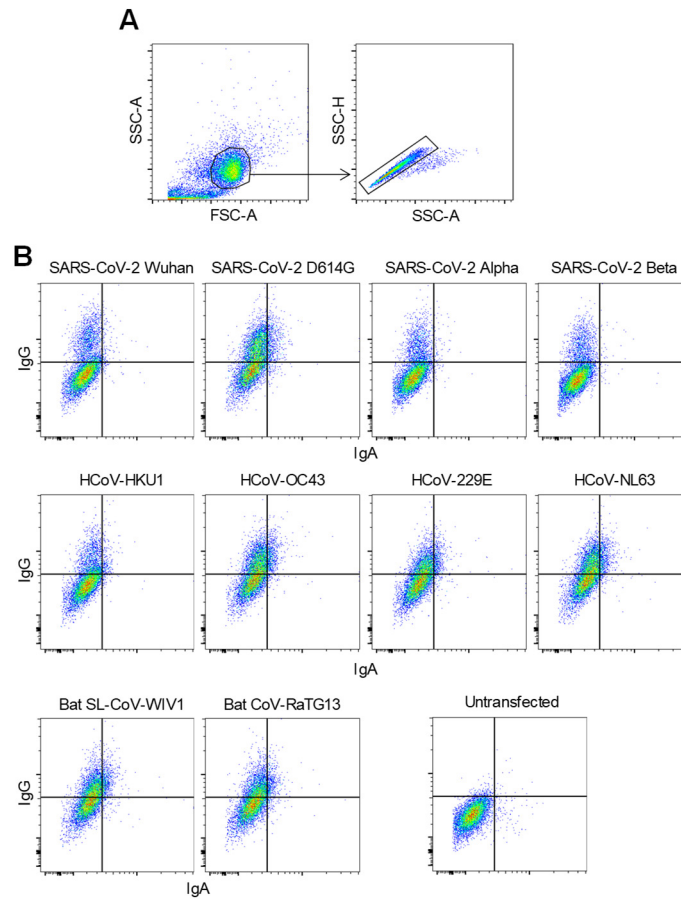 A
SSC-A
FSC-A
SSC-H
SSC-A
B
SARS-CoV-2 Wuhan
SARS-CoV-2 D614G
SARS-CoV-2 Alpha
SARS-CoV-2 Beta
IgG
IgA
HCoV-HKU1
HCoV-OC43
HCoV-229E
HCoV-NL63
IgG
IgA
Bat SL-CoV-WIV1
Bat CoV-RaTG13
Untransfected
IgG
IgA